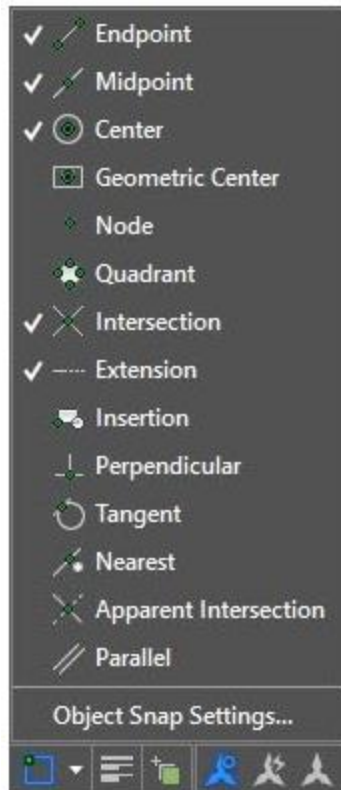 Endpoint
Midpoint
Center
Geometric Center
Node
Quadrant
Intersection
Extension
Insertion
Perpendicular
Tangent
Nearest
Apparent Intersection
Parallel
Object Snap Settings...